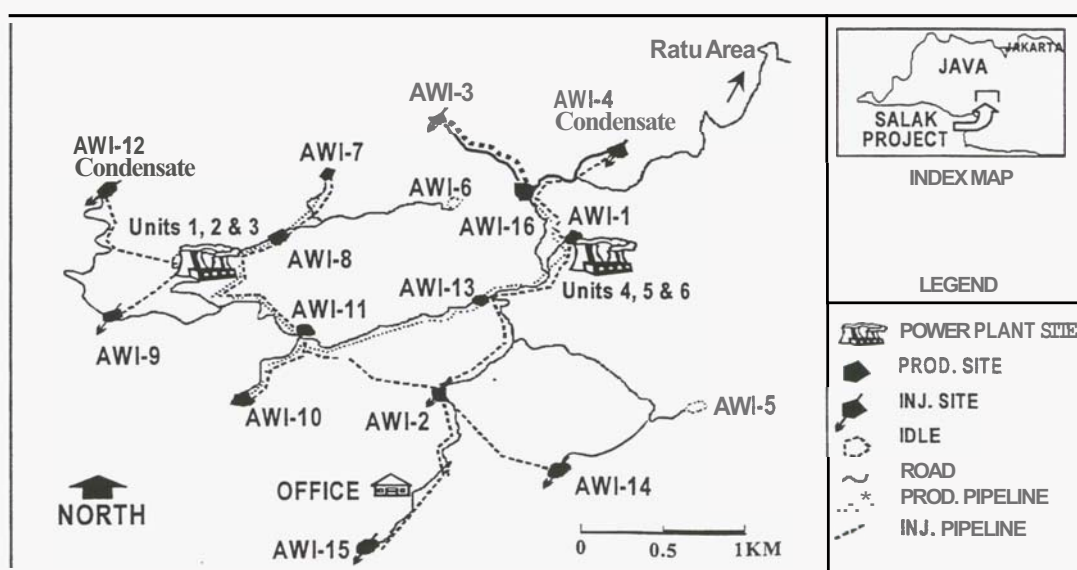 Ratu Area
AWI-3
AWI-4
Condensate
AWI-12
Condensate
AWI-7
AWI-6
Units 1, 2 & 3
AWI-16
AWI-1
AWI-8
AWI-13
Units 4, 5 & 6
AWI-11
AWI-9
AWI-10
AWI-2
AWI-5
OFFICE
AWI-14
NORTH
AWI-15
0 0.5 1KM
JAKARTA
JAVA
SALAK
PROJECT
INDEX MAP
LEGEND
POWER PLANT SITE
PROD. SITE
INJ. SITE
IDLE
ROAD
PROD. PIPELINE
INJ. PIPELINE